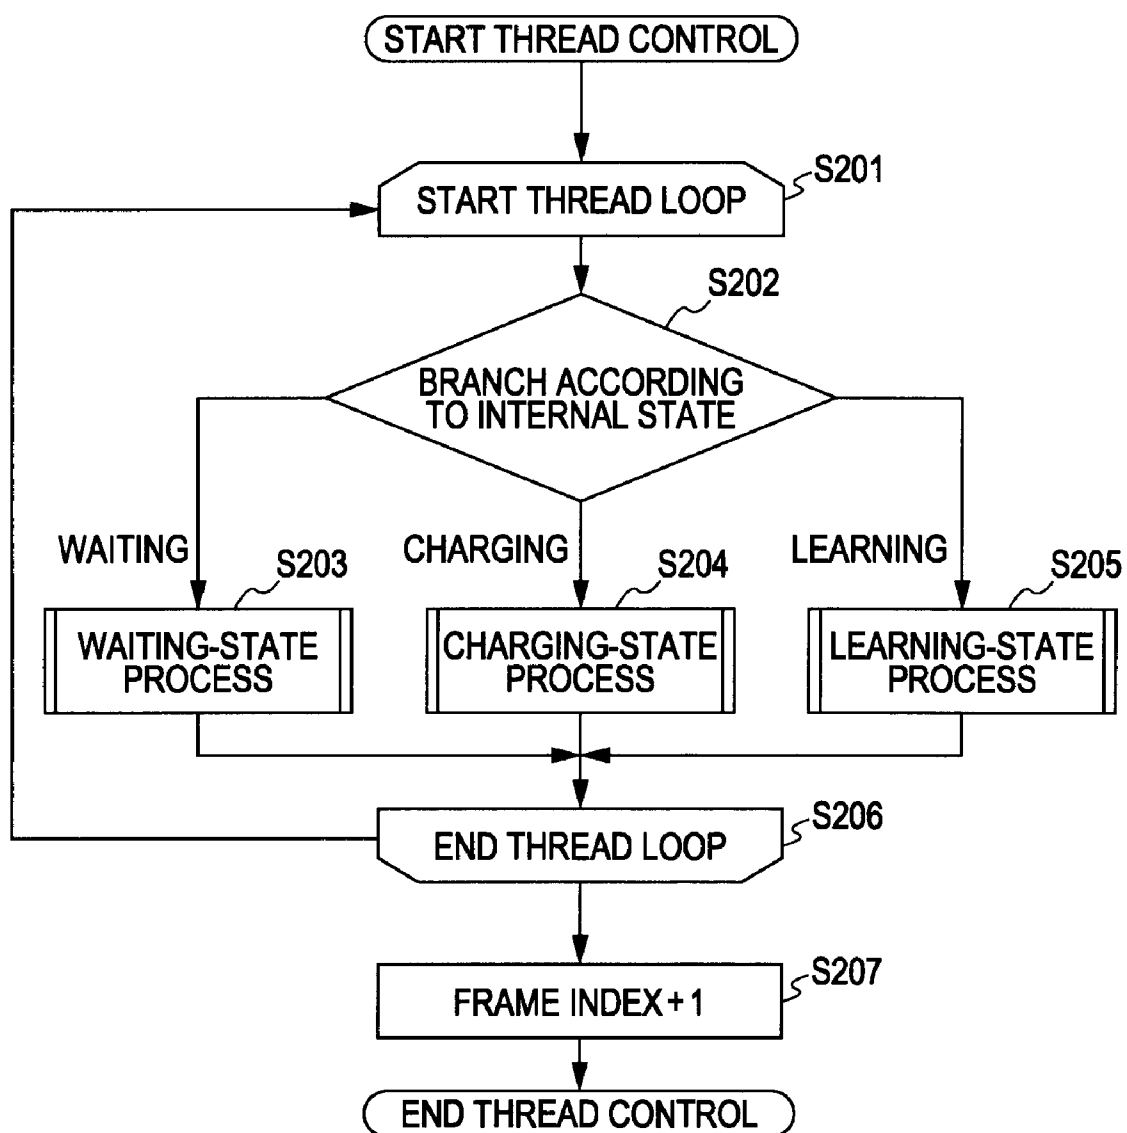 START THREAD CONTROL
S201
START THREAD LOOP
S202
BRANCH ACCORDING
TO INTERNAL STATE
WAITING
CHARGING
LEARNING
S203
S204
S205
WAITING-STATE
PROCESS
CHARGING-STATE
PROCESS
LEARNING-STATE
PROCESS
S206
END THREAD LOOP
S207
FRAME INDEX+1
END THREAD CONTROL